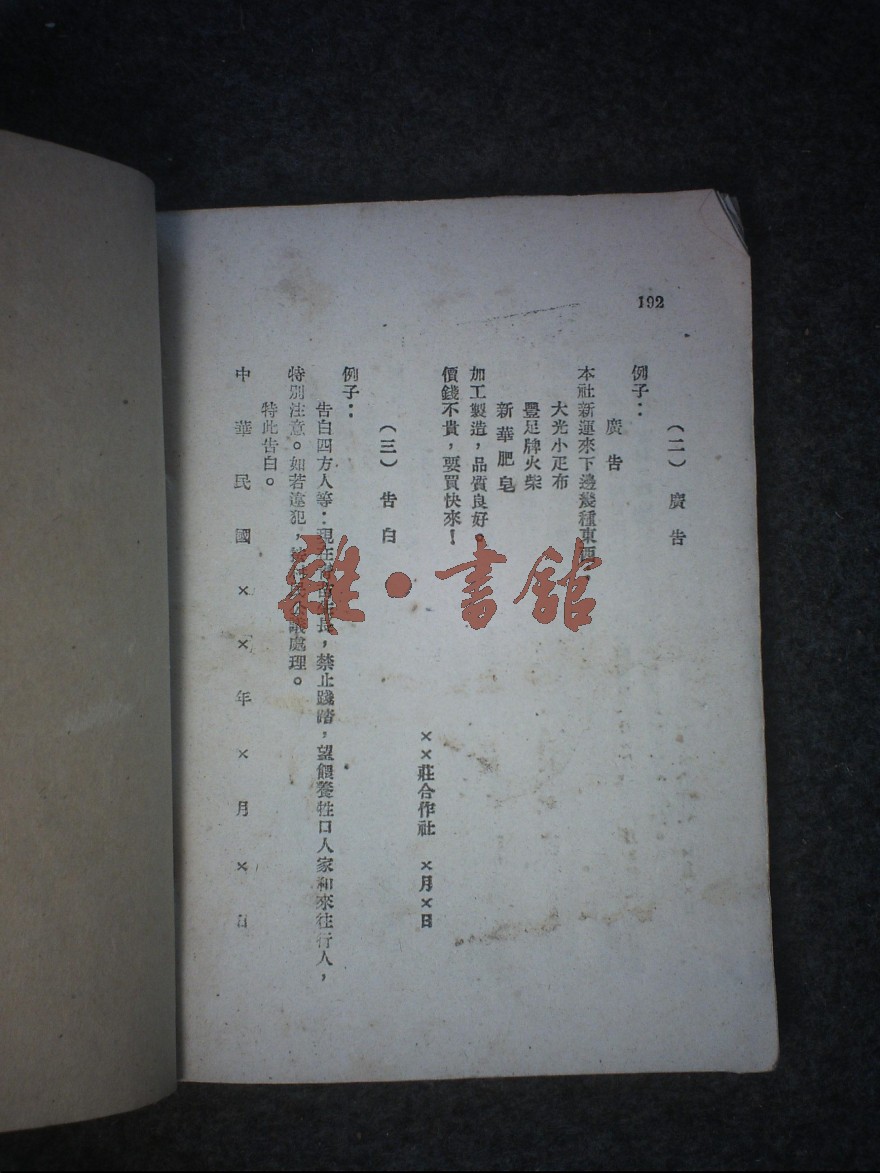 192
（二）廣告
例子：
廣告
本社新運來下邊幾種東西
大光小疋布
豐足牌火柴
新華肥皂
加工製造，品質良好。
價錢不貴，要買快來！
××莊合作社　×月×日
（三）告白
例子：
告白四方人等：現在長，禁止踐踏，望餵養牲口人家和來往行人，
特別注意。如若違犯，處理。
特此告白。
中華民國××年×月×日
雜·書館